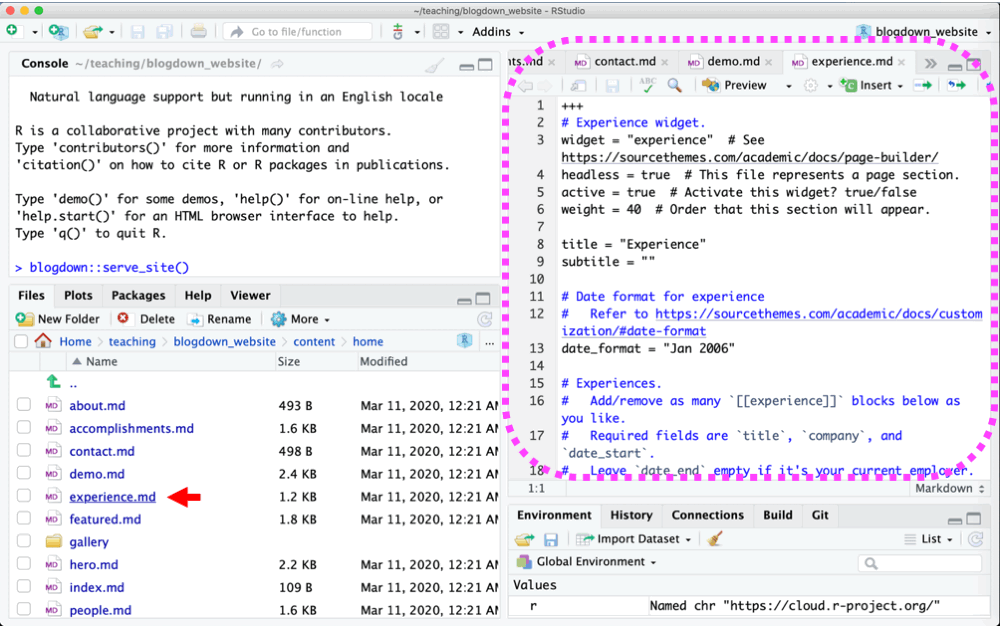 ~/teaching/blogdown_website - RStudio
Go to file/function
Addins
blogdown_website
Console ~/teaching/blogdown_website/
Natural language support but running in an English locale
R is a collaborative project with many contributors.
Type 'contributors()' for more information and
'citation()' on how to cite R or R packages in publications.
Type 'demo()' for some demos, 'help()' for on-line help, or
'help.start()' for an HTML browser interface to help.
Type 'q()' to quit R.
> blogdown::serve_site()
Files Plots Packages Help Viewer
New Folder Delete Rename More
Home teaching blogdown_website content home ...
Name Size Modified
..
MD about.md 493 B Mar 11, 2020, 12:21 AM
MD accomplishments.md 1.6 KB Mar 11, 2020, 12:21 AM
MD contact.md 498 B Mar 11, 2020, 12:21 AM
MD demo.md 2.4 KB Mar 11, 2020, 12:21 AM
MD experience.md 1.2 KB Mar 11, 2020, 12:21 AM
MD featured.md 1.8 KB Mar 11, 2020, 12:21 AM
gallery
MD hero.md 2.2 KB Mar 11, 2020, 12:21 AM
MD index.md 109 B Mar 11, 2020, 12:21 AM
MD people.md 1.6 KB Mar 11, 2020, 12:21 AM
nts.md MD contact.md MD demo.md MD experience.md
ABC Preview Insert
1 +++
2 # Experience widget.
3 widget = "experience"  # See
https://sourcethemes.com/academic/docs/page-builder/
4 headless = true  # This file represents a page section.
5 active = true  # Activate this widget? true/false
6 weight = 40  # Order that this section will appear.
7
8 title = "Experience"
9 subtitle = ""
10
11 # Date format for experience
12 #   Refer to https://sourcethemes.com/academic/docs/custom
ization/#date-format
13 date_format = "Jan 2006"
14
15 # Experiences.
16 #   Add/remove as many `[[experience]]` blocks below as
you like.
17 #   Required fields are `title`, `company`, and
`date_start`.
18 #   Leave `date_end` empty if it's your current employer.
1:1 Markdown
Environment History Connections Build Git
Import Dataset List
Global Environment
Values
r Named chr "https://cloud.r-project.org/"